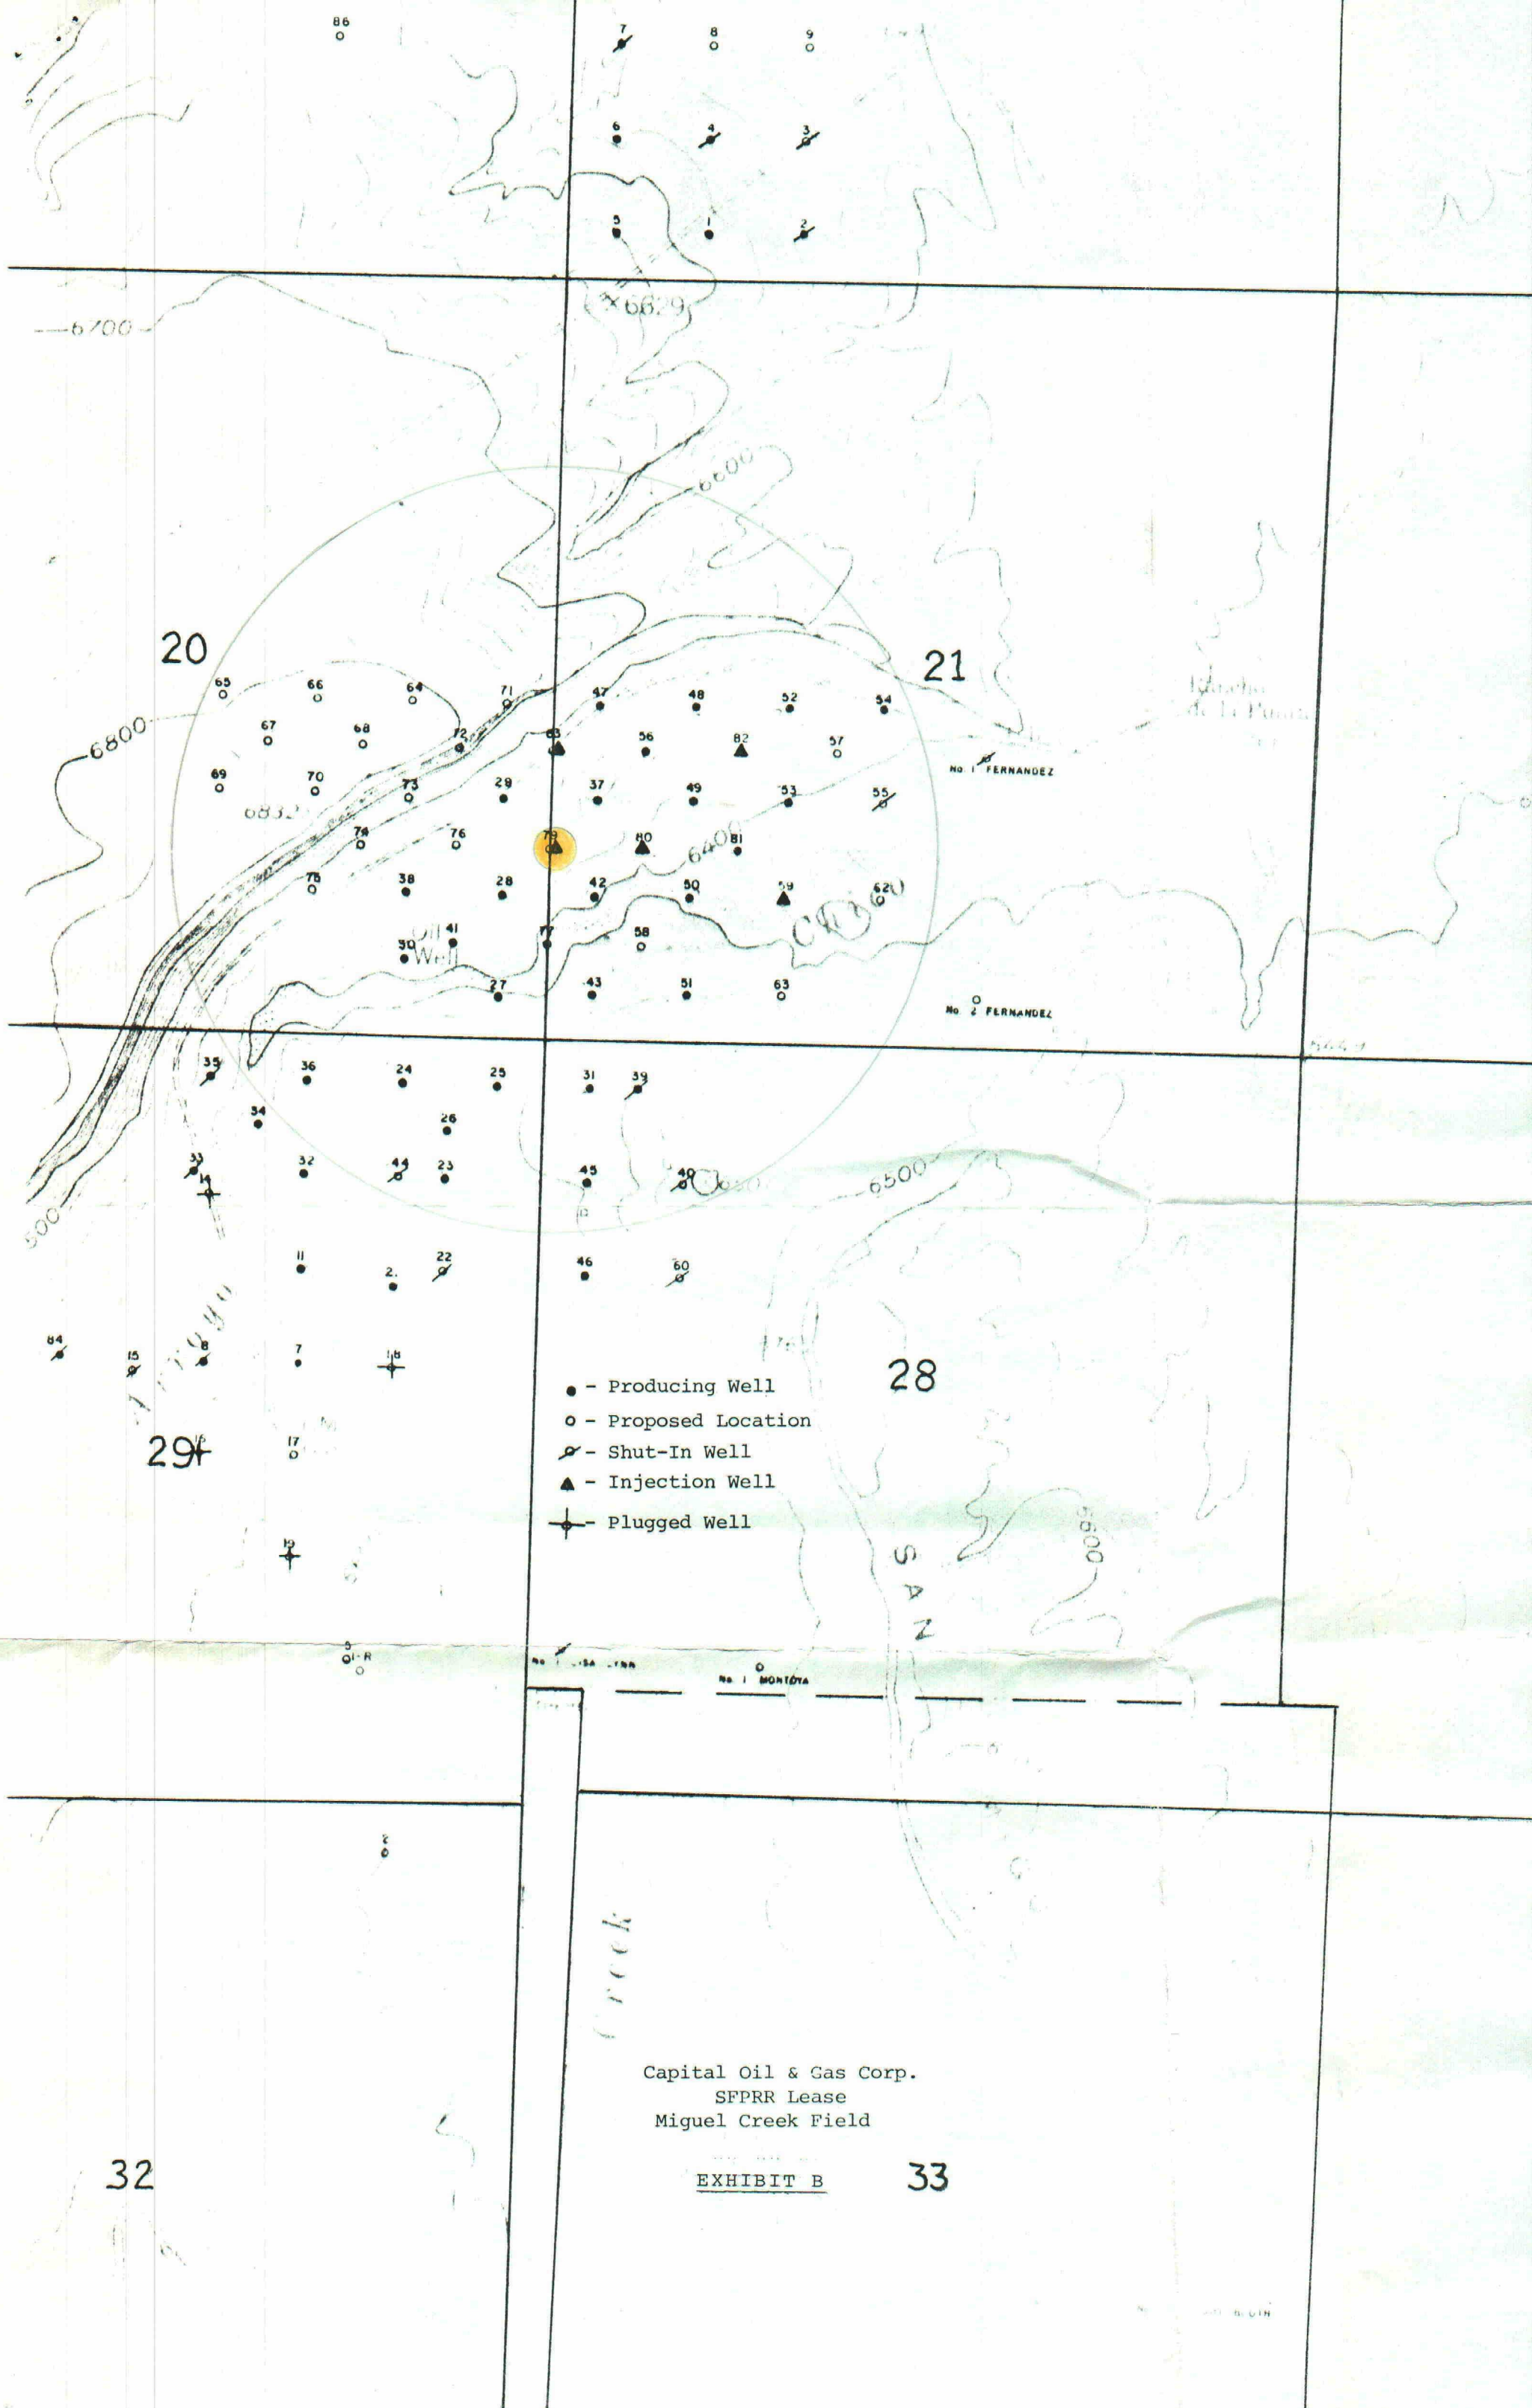 86
7 8 9
6 4 3
5 1 2
×6629
6700
6600
20
21
65 66 64 71 47 48 52 54
67 68 72 83 56 82 57
6800
No. 1 FERNANDEZ
69 70 73 29 37 49 53 55
6832
74 76 79 80 6400 81
75 38 28 42 50 59 62
Oil
Well
30 41 77 58
27 43 51 63
No. 2 FERNANDEZ
35 36 24 25 31 39
34 26
33 32 44 23 45 40
14
6500
500
11 2. 22 46 60
84 15 8 7 18
28
- Producing Well
- Proposed Location
- Shut-In Well
- Injection Well
- Plugged Well
29
17
19
6600
SAN
I-R
No. 1 MONTOYA
2
Creek
Capital Oil & Gas Corp.
SFPRR Lease
Miguel Creek Field
EXHIBIT B
32
33